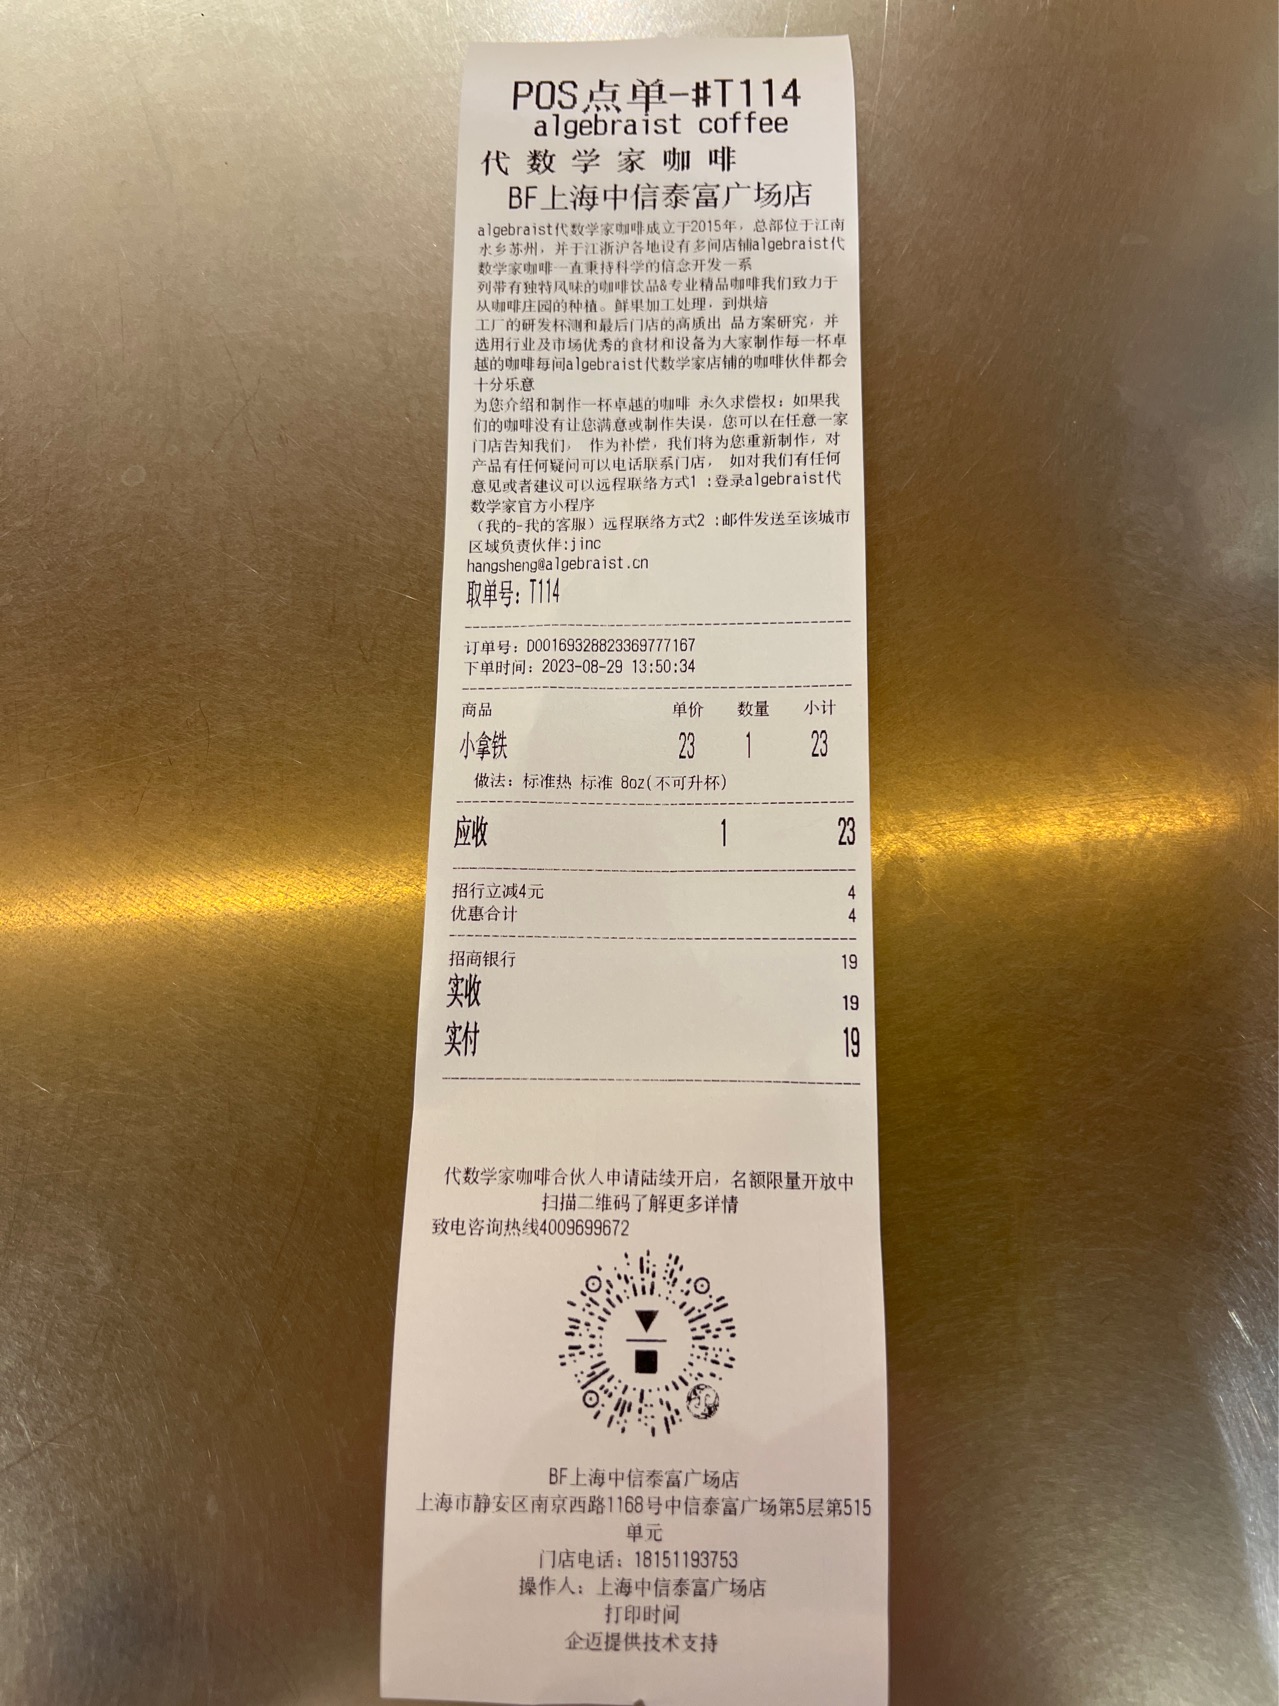 POS点单-#T114
algebraist coffee
代数学家咖啡
BF上海中信泰富广场店
algebraist代数学家咖啡成立于2015年，总部位于江南
水乡苏州，并于江浙沪各地设有多间店铺algebraist代
数学家咖啡一直秉持科学的信念开发一系
列带有独特风味的咖啡饮品&专业精品咖啡我们致力于
从咖啡庄园的种植。鲜果加工处理，到烘焙
工厂的研发杯测和最后门店的高质出 品方案研究，并
选用行业及市场优秀的食材和设备为大家制作每一杯卓
越的咖啡每间algebraist代数学家店铺的咖啡伙伴都会
十分乐意
为您介绍和制作一杯卓越的咖啡 永久求偿权：如果我
们的咖啡没有让您满意或制作失误，您可以在任意一家
门店告知我们， 作为补偿，我们将为您重新制作，对
产品有任何疑问可以电话联系门店， 如对我们有任何
意见或者建议可以远程联络方式1 :登录algebraist代
数学家官方小程序
（我的-我的客服）远程联络方式2 :邮件发送至该城市
区域负责伙伴:jinc
hangsheng@algebraist.cn
取单号：T114
订单号：D00169328823369777167
下单时间：2023-08-29 13:50:34
商品 单价 数量 小计
小拿铁 23 1 23
做法：标准热 标准 8oz(不可升杯)
应收 1 23
招行立减4元 4
优惠合计 4
招商银行 19
实收 19
实付 19
代数学家咖啡合伙人申请陆续开启，名额限量开放中
扫描二维码了解更多详情
致电咨询热线4009699672
BF上海中信泰富广场店
上海市静安区南京西路1168号中信泰富广场第5层第515
单元
门店电话：18151193753
操作人：上海中信泰富广场店
打印时间
企迈提供技术支持